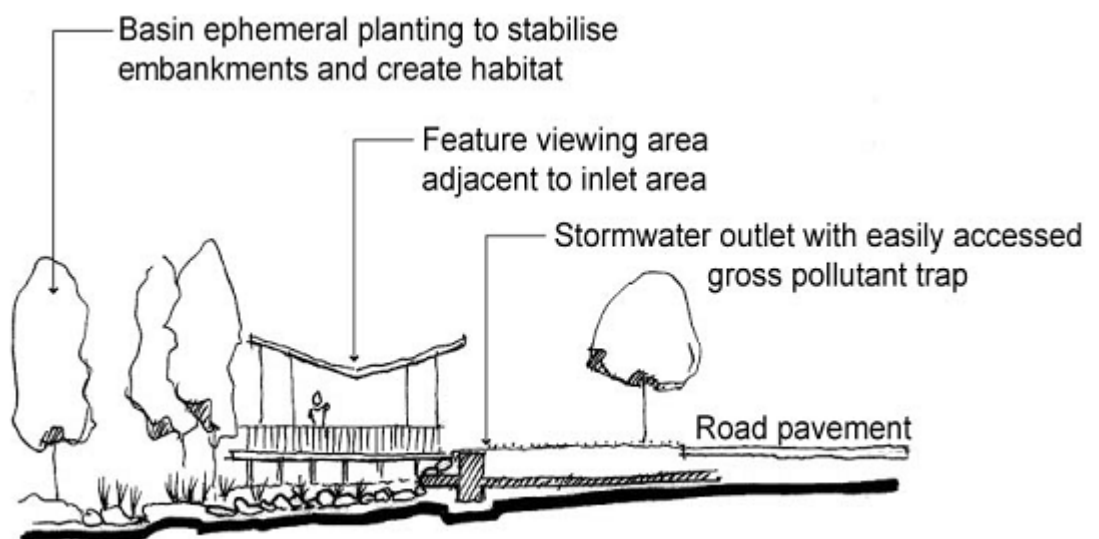 Basin ephemeral planting to stabilise
embankments and create habitat
Feature viewing area
adjacent to inlet area
Stormwater outlet with easily accessed
gross pollutant trap
Road pavement